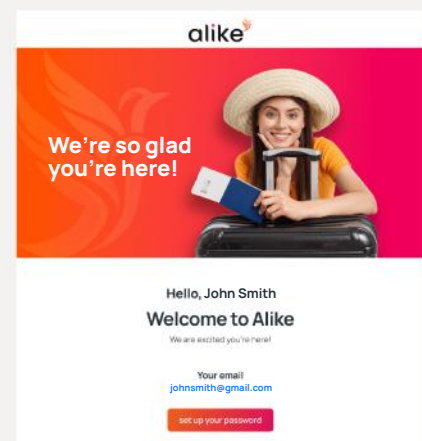 alike
We're so glad
you're here!
Hello, John Smith
Welcome to Alike
We are excited you're here!
Your email
johnsmith@gmail.com
set up your password